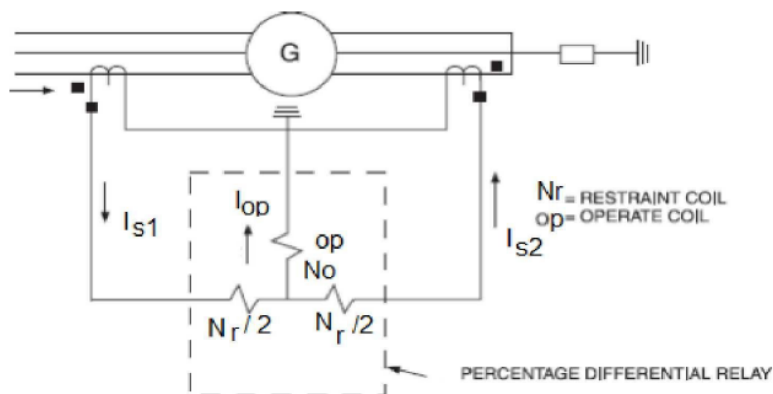 G
Is1
Iop
op
No
Nr/2
Nr/2
Is2
Nr= RESTRAINT COIL
op= OPERATE COIL
PERCENTAGE DIFFERENTIAL RELAY